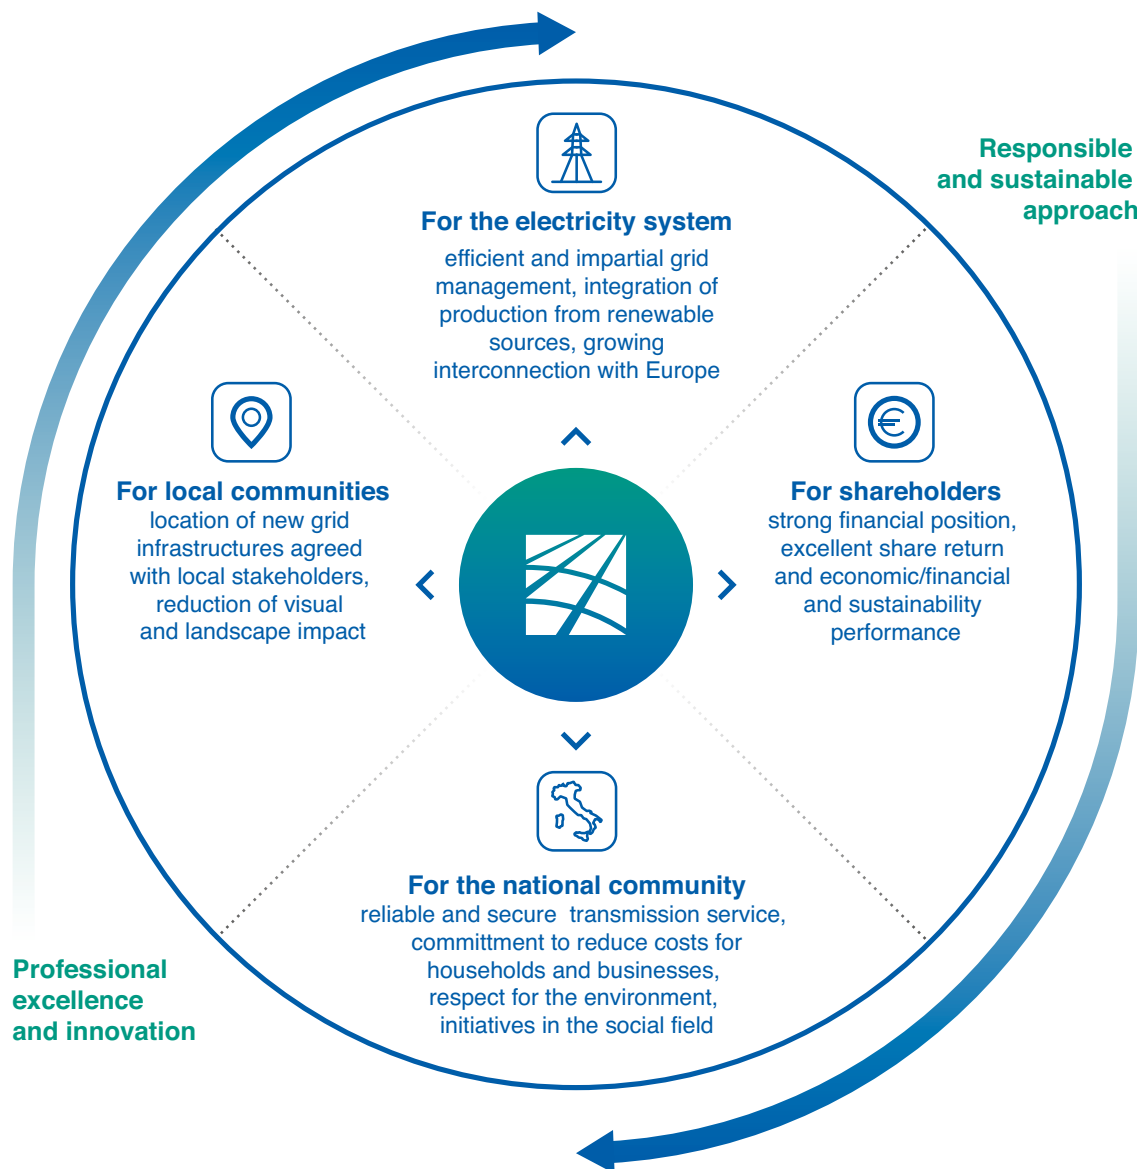 Responsible
and sustainable
approach
For the electricity system
efficient and impartial grid
management, integration of
production from renewable
sources, growing
interconnection with Europe
For local communities
location of new grid
infrastructures agreed
with local stakeholders,
reduction of visual
and landscape impact
For shareholders
strong financial position,
excellent share return
and economic/financial
and sustainability
performance
For the national community
reliable and secure transmission service,
committment to reduce costs for
households and businesses,
respect for the environment,
initiatives in the social field
Professional
excellence
and innovation